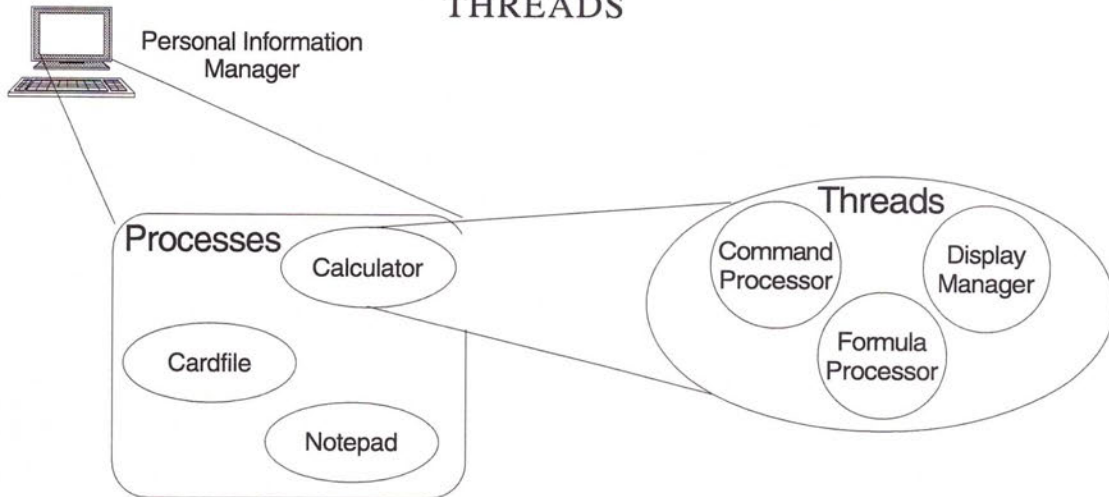 THREADS
Personal Information
Manager
Processes
Calculator
Cardfile
Notepad
Threads
Command
Processor
Display
Manager
Formula
Processor